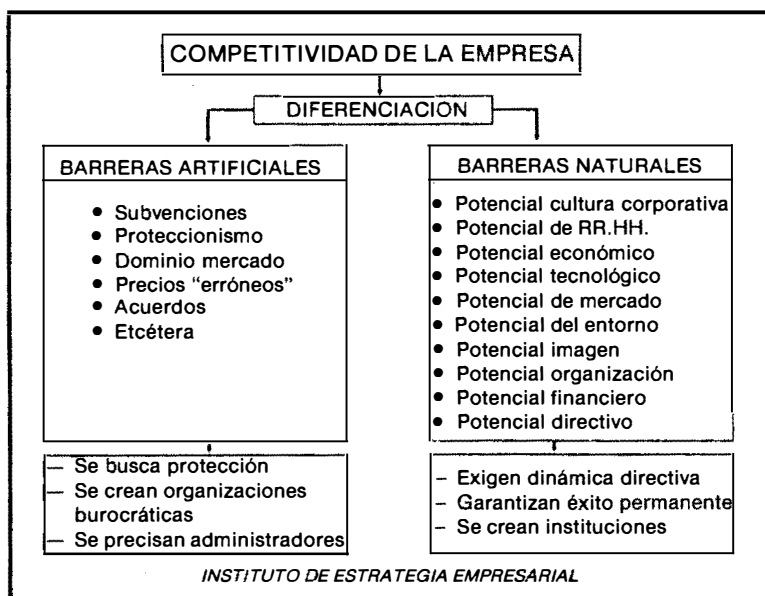 COMPETITIVIDAD DE LA EMPRESA
DIFERENCIACION
BARRERAS ARTIFICIALES
● Subvenciones
● Proteccionismo
● Dominio mercado
● Precios “erróneos”
● Acuerdos
● Etcétera
— Se busca protección
— Se crean organizaciones
burocráticas
— Se precisan administradores
BARRERAS NATURALES
● Potencial cultura corporativa
● Potencial de RR.HH.
● Potencial económico
● Potencial tecnológico
● Potencial de mercado
● Potencial del entorno
● Potencial imagen
● Potencial organización
● Potencial financiero
● Potencial directivo
– Exigen dinámica directiva
– Garantizan éxito permanente
– Se crean instituciones
INSTITUTO DE ESTRATEGIA EMPRESARIAL